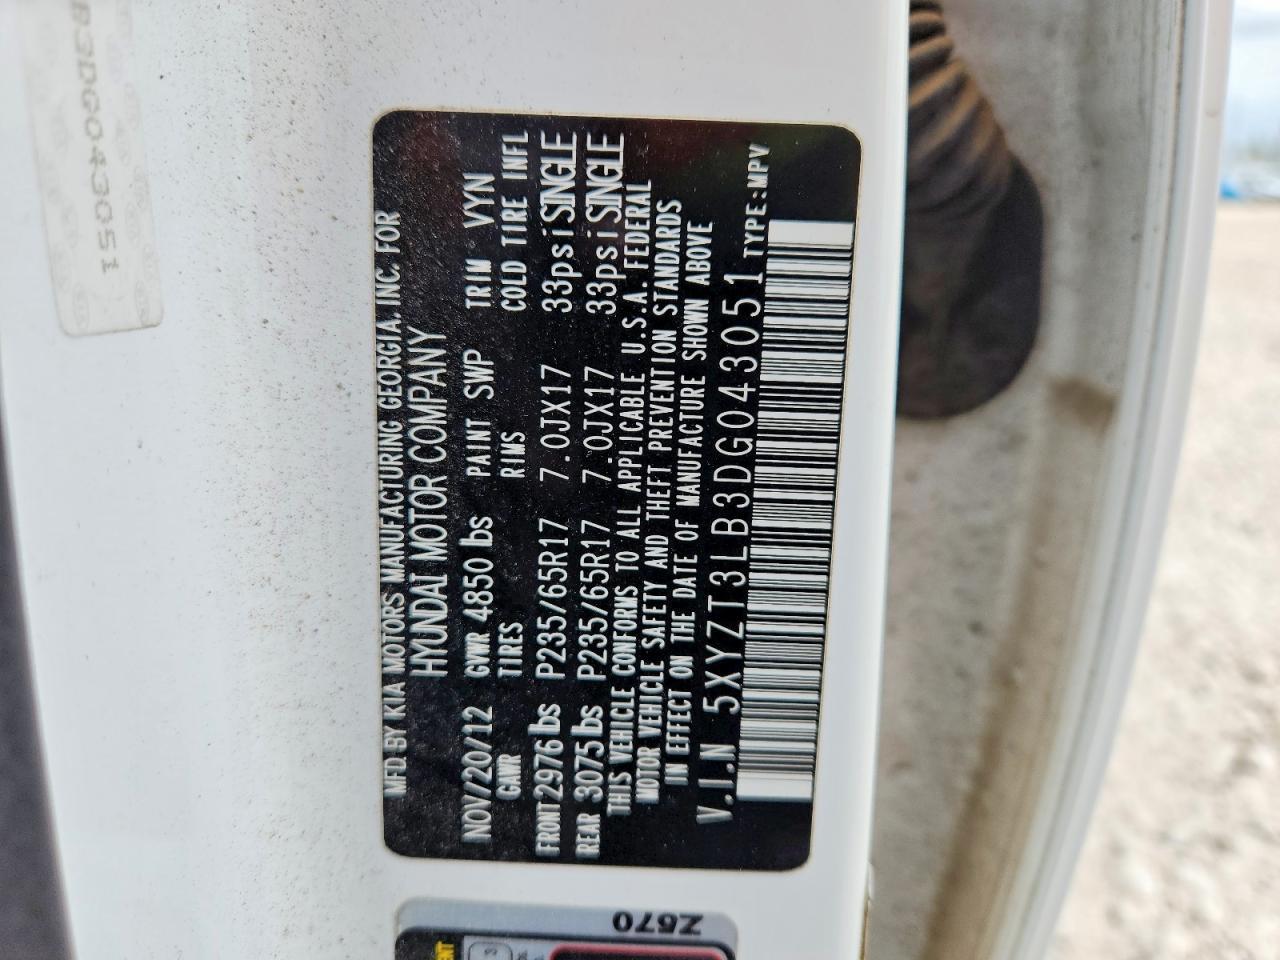 MFD. BY KIA MOTORS MANUFACTURING GEORGIA. INC. FOR
HYUNDAI MOTOR COMPANY
NOV/20/12 GVWR 4850 lbs PAINT SWP TRIM VYN
GAWR TIRES RIMS COLD TIRE INFL
FRONT 2976 lbs P235/65R17 7.0JX17 33psi SINGLE
REAR 3075 lbs P235/65R17 7.0JX17 33psi SINGLE
THIS VEHICLE CONFORMS TO ALL APPLICABLE U.S.A. FEDERAL
MOTOR VEHICLE SAFETY AND THEFT PREVENTION STANDARDS
IN EFFECT ON THE DATE OF MANUFACTURE SHOWN ABOVE
V.I.N 5XYZT3LB3DG043051 TYPE:MPV
B3DG043051
Z570
3